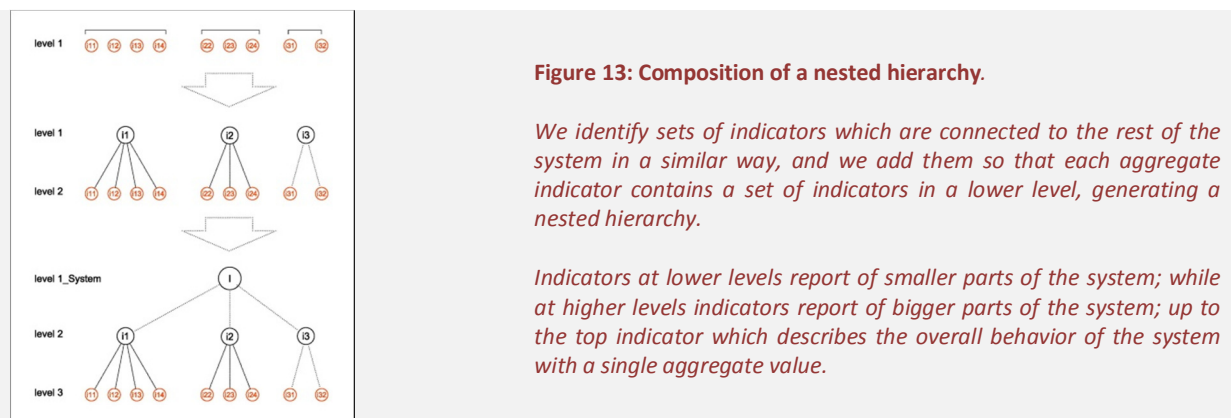 level 1 i11 i12 i13 i14 i22 i23 i24 i31 i32
level 1 i1 i2 i3
level 2 i11 i12 i13 i14 i22 i23 i24 i31 i32
level 1_System I
level 2 i1 i2 i3
level 3 i11 i12 i13 i14 i22 i23 i24 i31 i32
Figure 13: Composition of a nested hierarchy.
We identify sets of indicators which are connected to the rest of the
system in a similar way, and we add them so that each aggregate
indicator contains a set of indicators in a lower level, generating a
nested hierarchy.
Indicators at lower levels report of smaller parts of the system; while
at higher levels indicators report of bigger parts of the system; up to
the top indicator which describes the overall behavior of the system
with a single aggregate value.